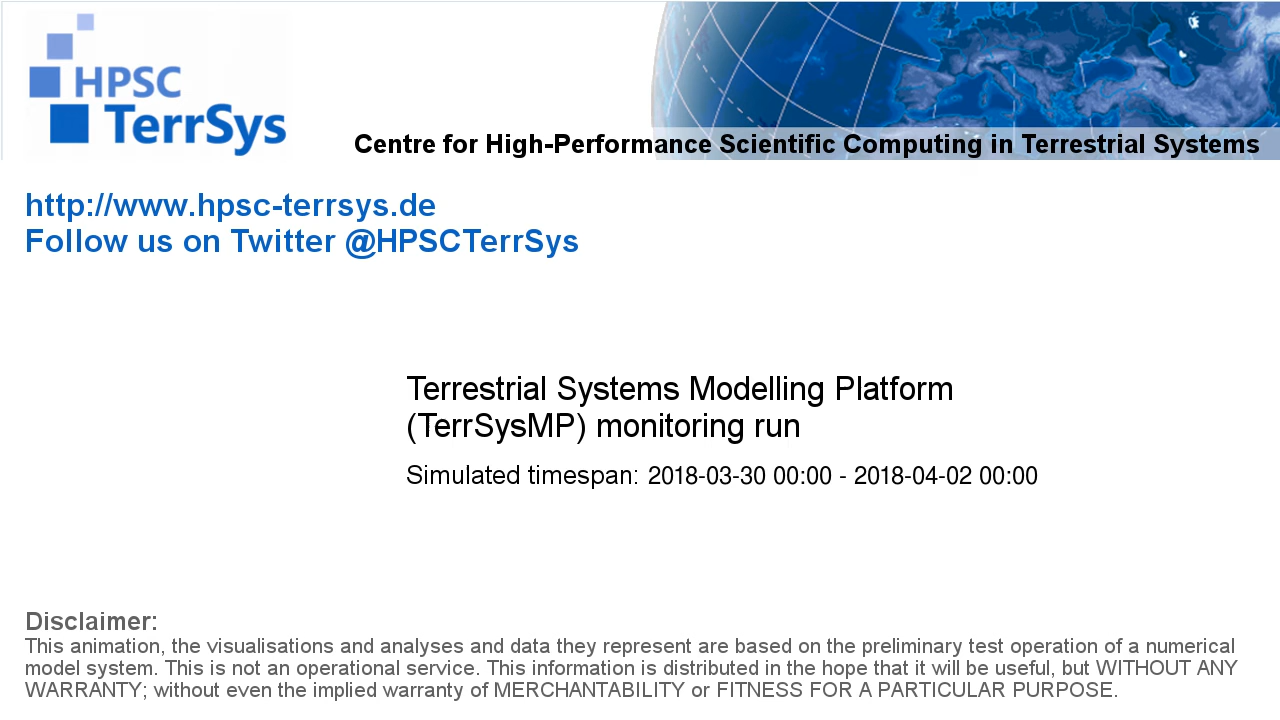 HPSC
TerrSys
Centre for High-Performance Scientific Computing in Terrestrial Systems
http://www.hpsc-terrsys.de
Follow us on Twitter @HPSCTerrSys
Terrestrial Systems Modelling Platform
(TerrSysMP) monitoring run
Simulated timespan: 2018-03-30 00:00 - 2018-04-02 00:00
Disclaimer:
This animation, the visualisations and analyses and data they represent are based on the preliminary test operation of a numerical
model system. This is not an operational service. This information is distributed in the hope that it will be useful, but WITHOUT ANY
WARRANTY; without even the implied warranty of MERCHANTABILITY or FITNESS FOR A PARTICULAR PURPOSE.